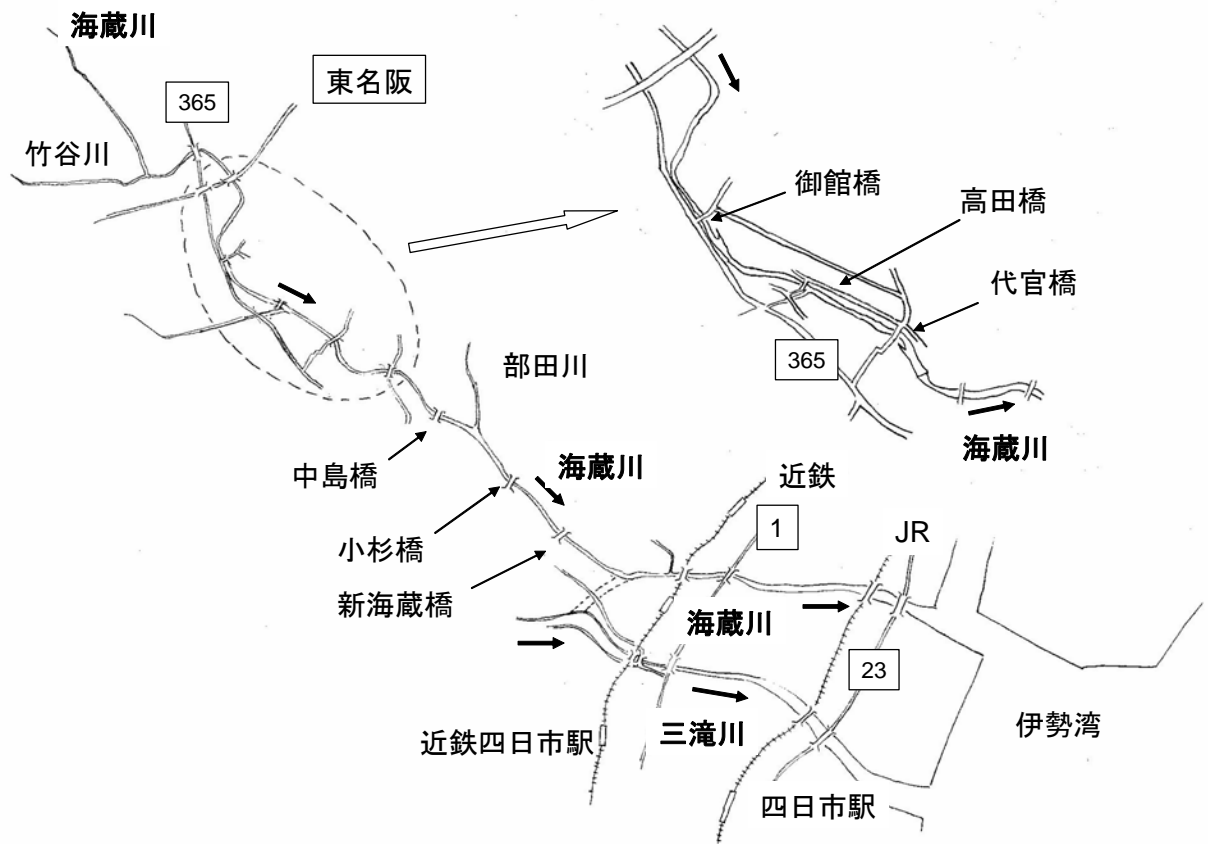 海蔵川
365
東名阪
竹谷川
御館橋
高田橋
代官橋
365
海蔵川
部田川
中島橋
海蔵川
近鉄
小杉橋
1
JR
新海蔵橋
海蔵川
23
近鉄四日市駅
三滝川
伊勢湾
四日市駅